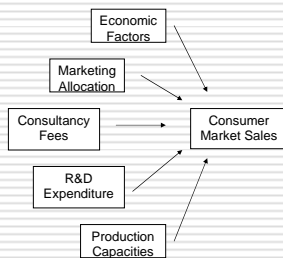 Economic
Factors
Marketing
Allocation
Consultancy
Fees
Consumer
Market Sales
R&D
Expenditure
Production
Capacities